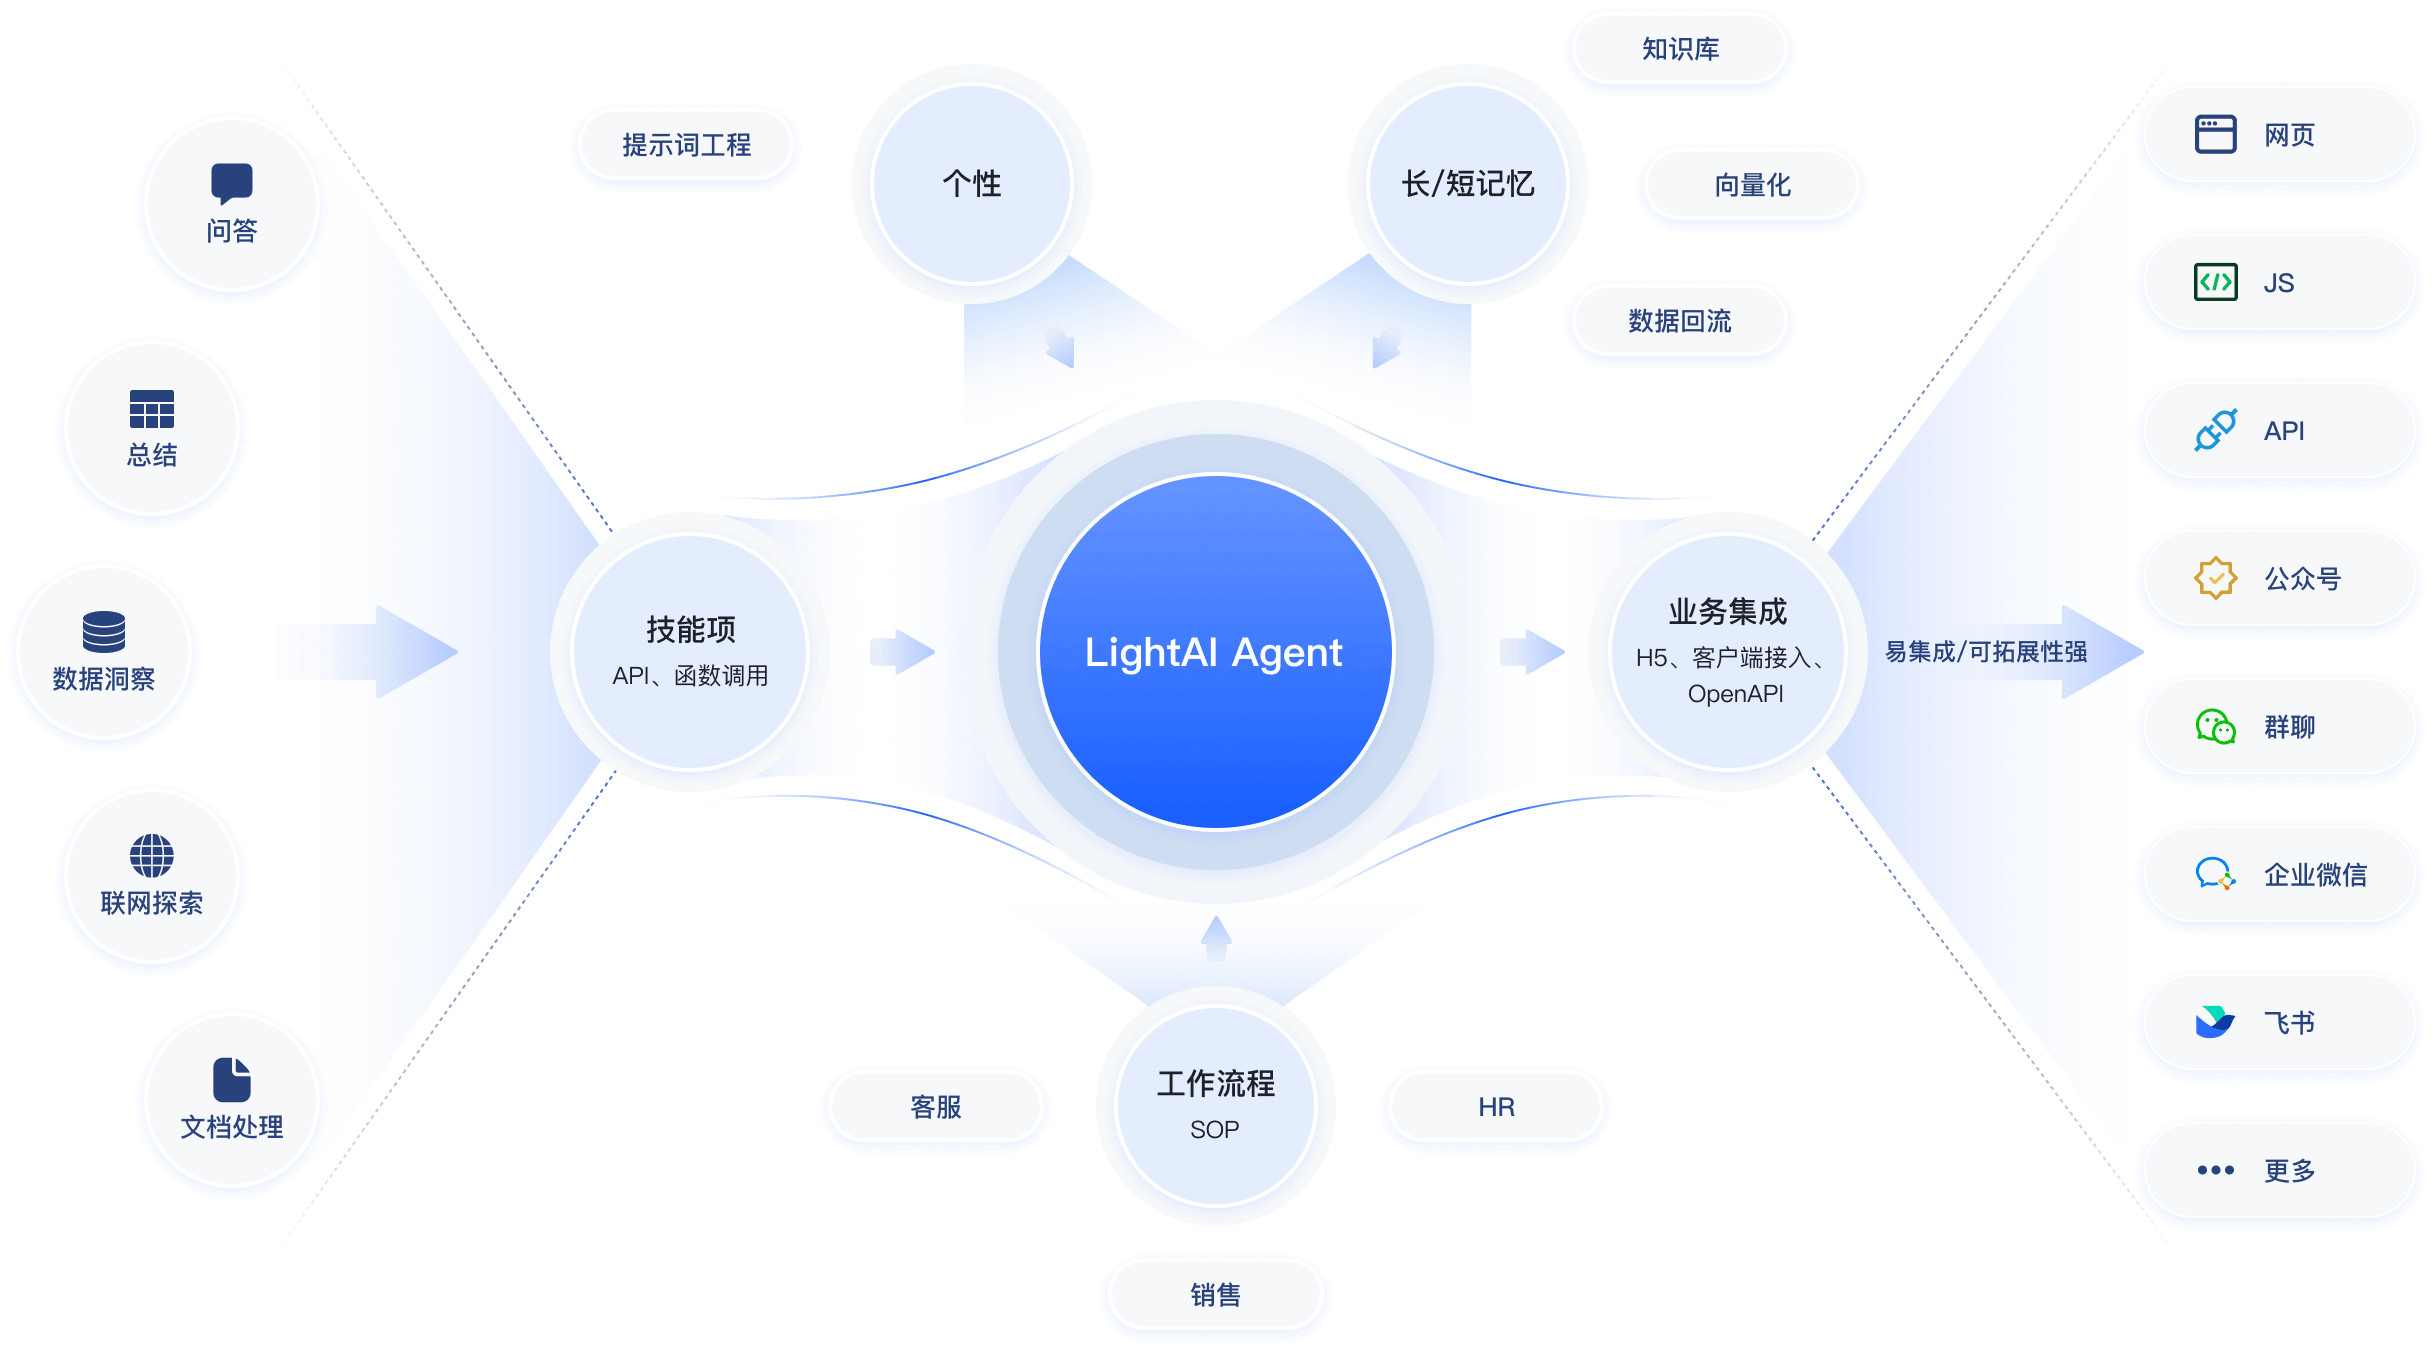 问答
总结
数据洞察
联网探索
文档处理
技能项
API、函数调用
提示词工程
个性
长/短记忆
知识库
向量化
数据回流
LightAI Agent
工作流程
SOP
客服
HR
销售
业务集成
H5、客户端接入、
OpenAPI
易集成/可拓展性强
网页
JS
API
公众号
群聊
企业微信
飞书
更多